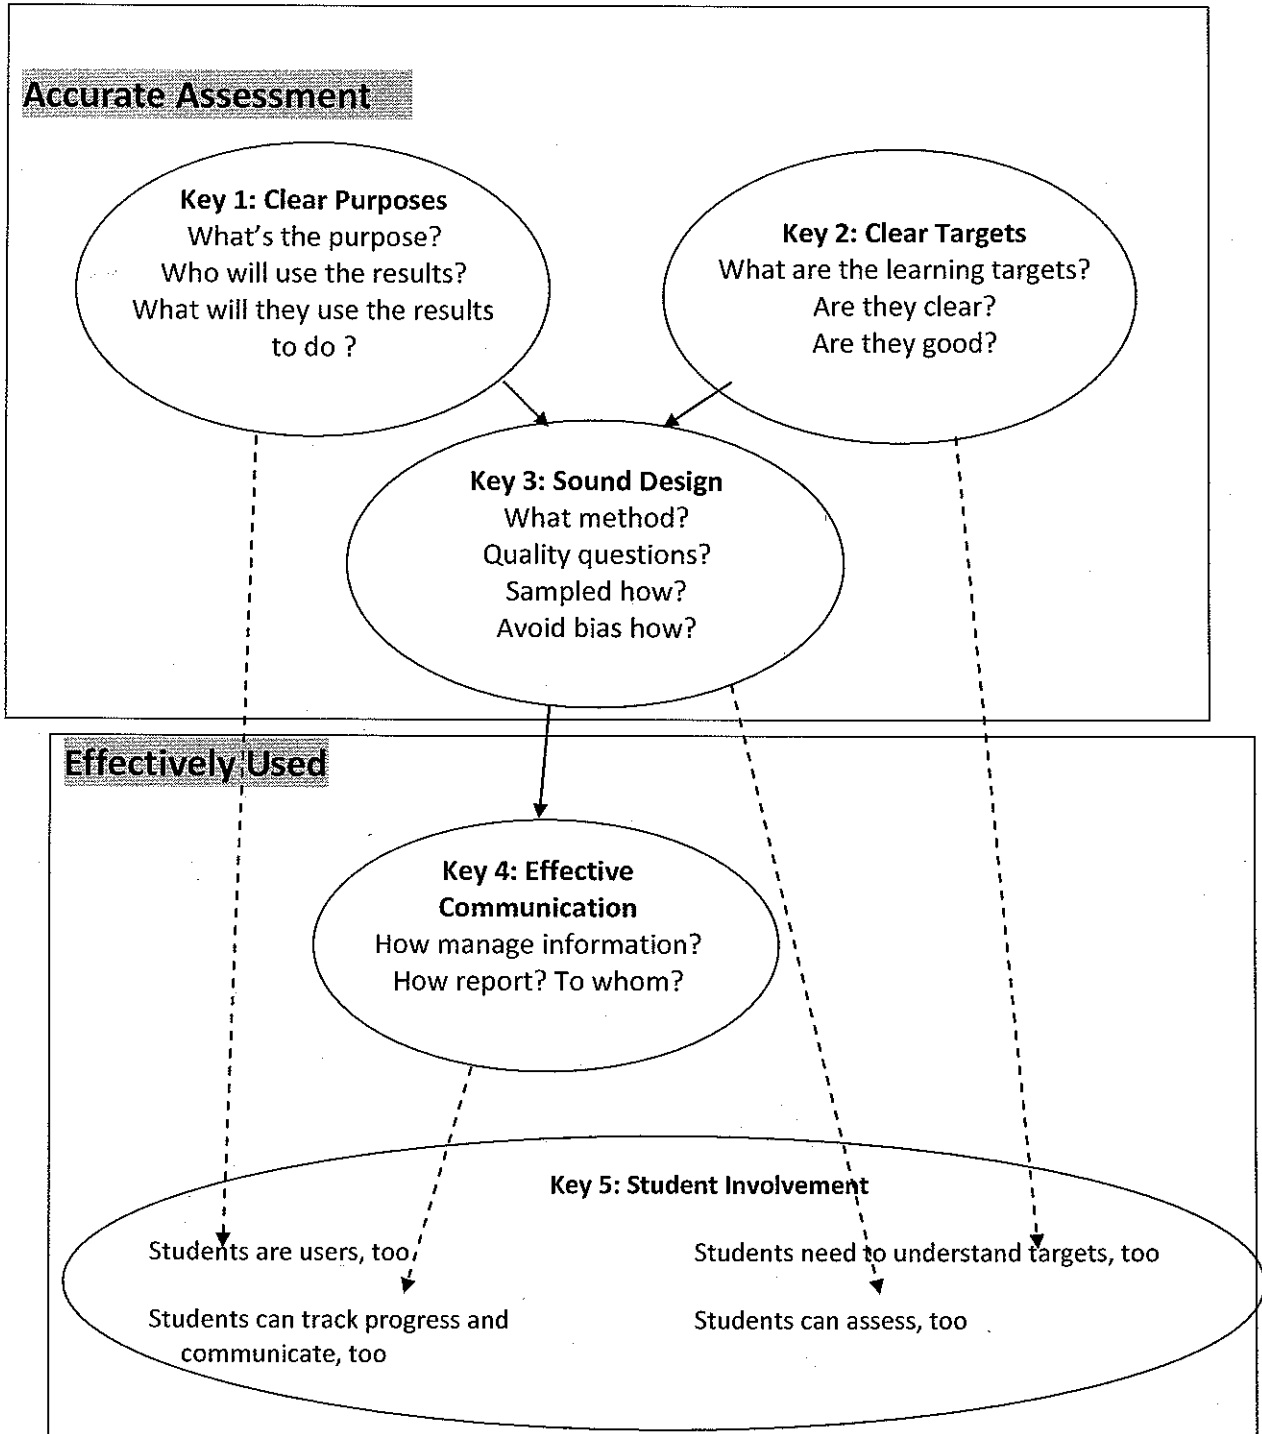 Accurate Assessment
Key 1: Clear Purposes
What's the purpose?
Who will use the results?
What will they use the results
to do ?
Key 2: Clear Targets
What are the learning targets?
Are they clear?
Are they good?
Key 3: Sound Design
What method?
Quality questions?
Sampled how?
Avoid bias how?
Effectively Used
Key 4: Effective
Communication
How manage information?
How report? To whom?
Key 5: Student Involvement
Students are users, too
Students need to understand targets, too
Students can track progress and
communicate, too
Students can assess, too